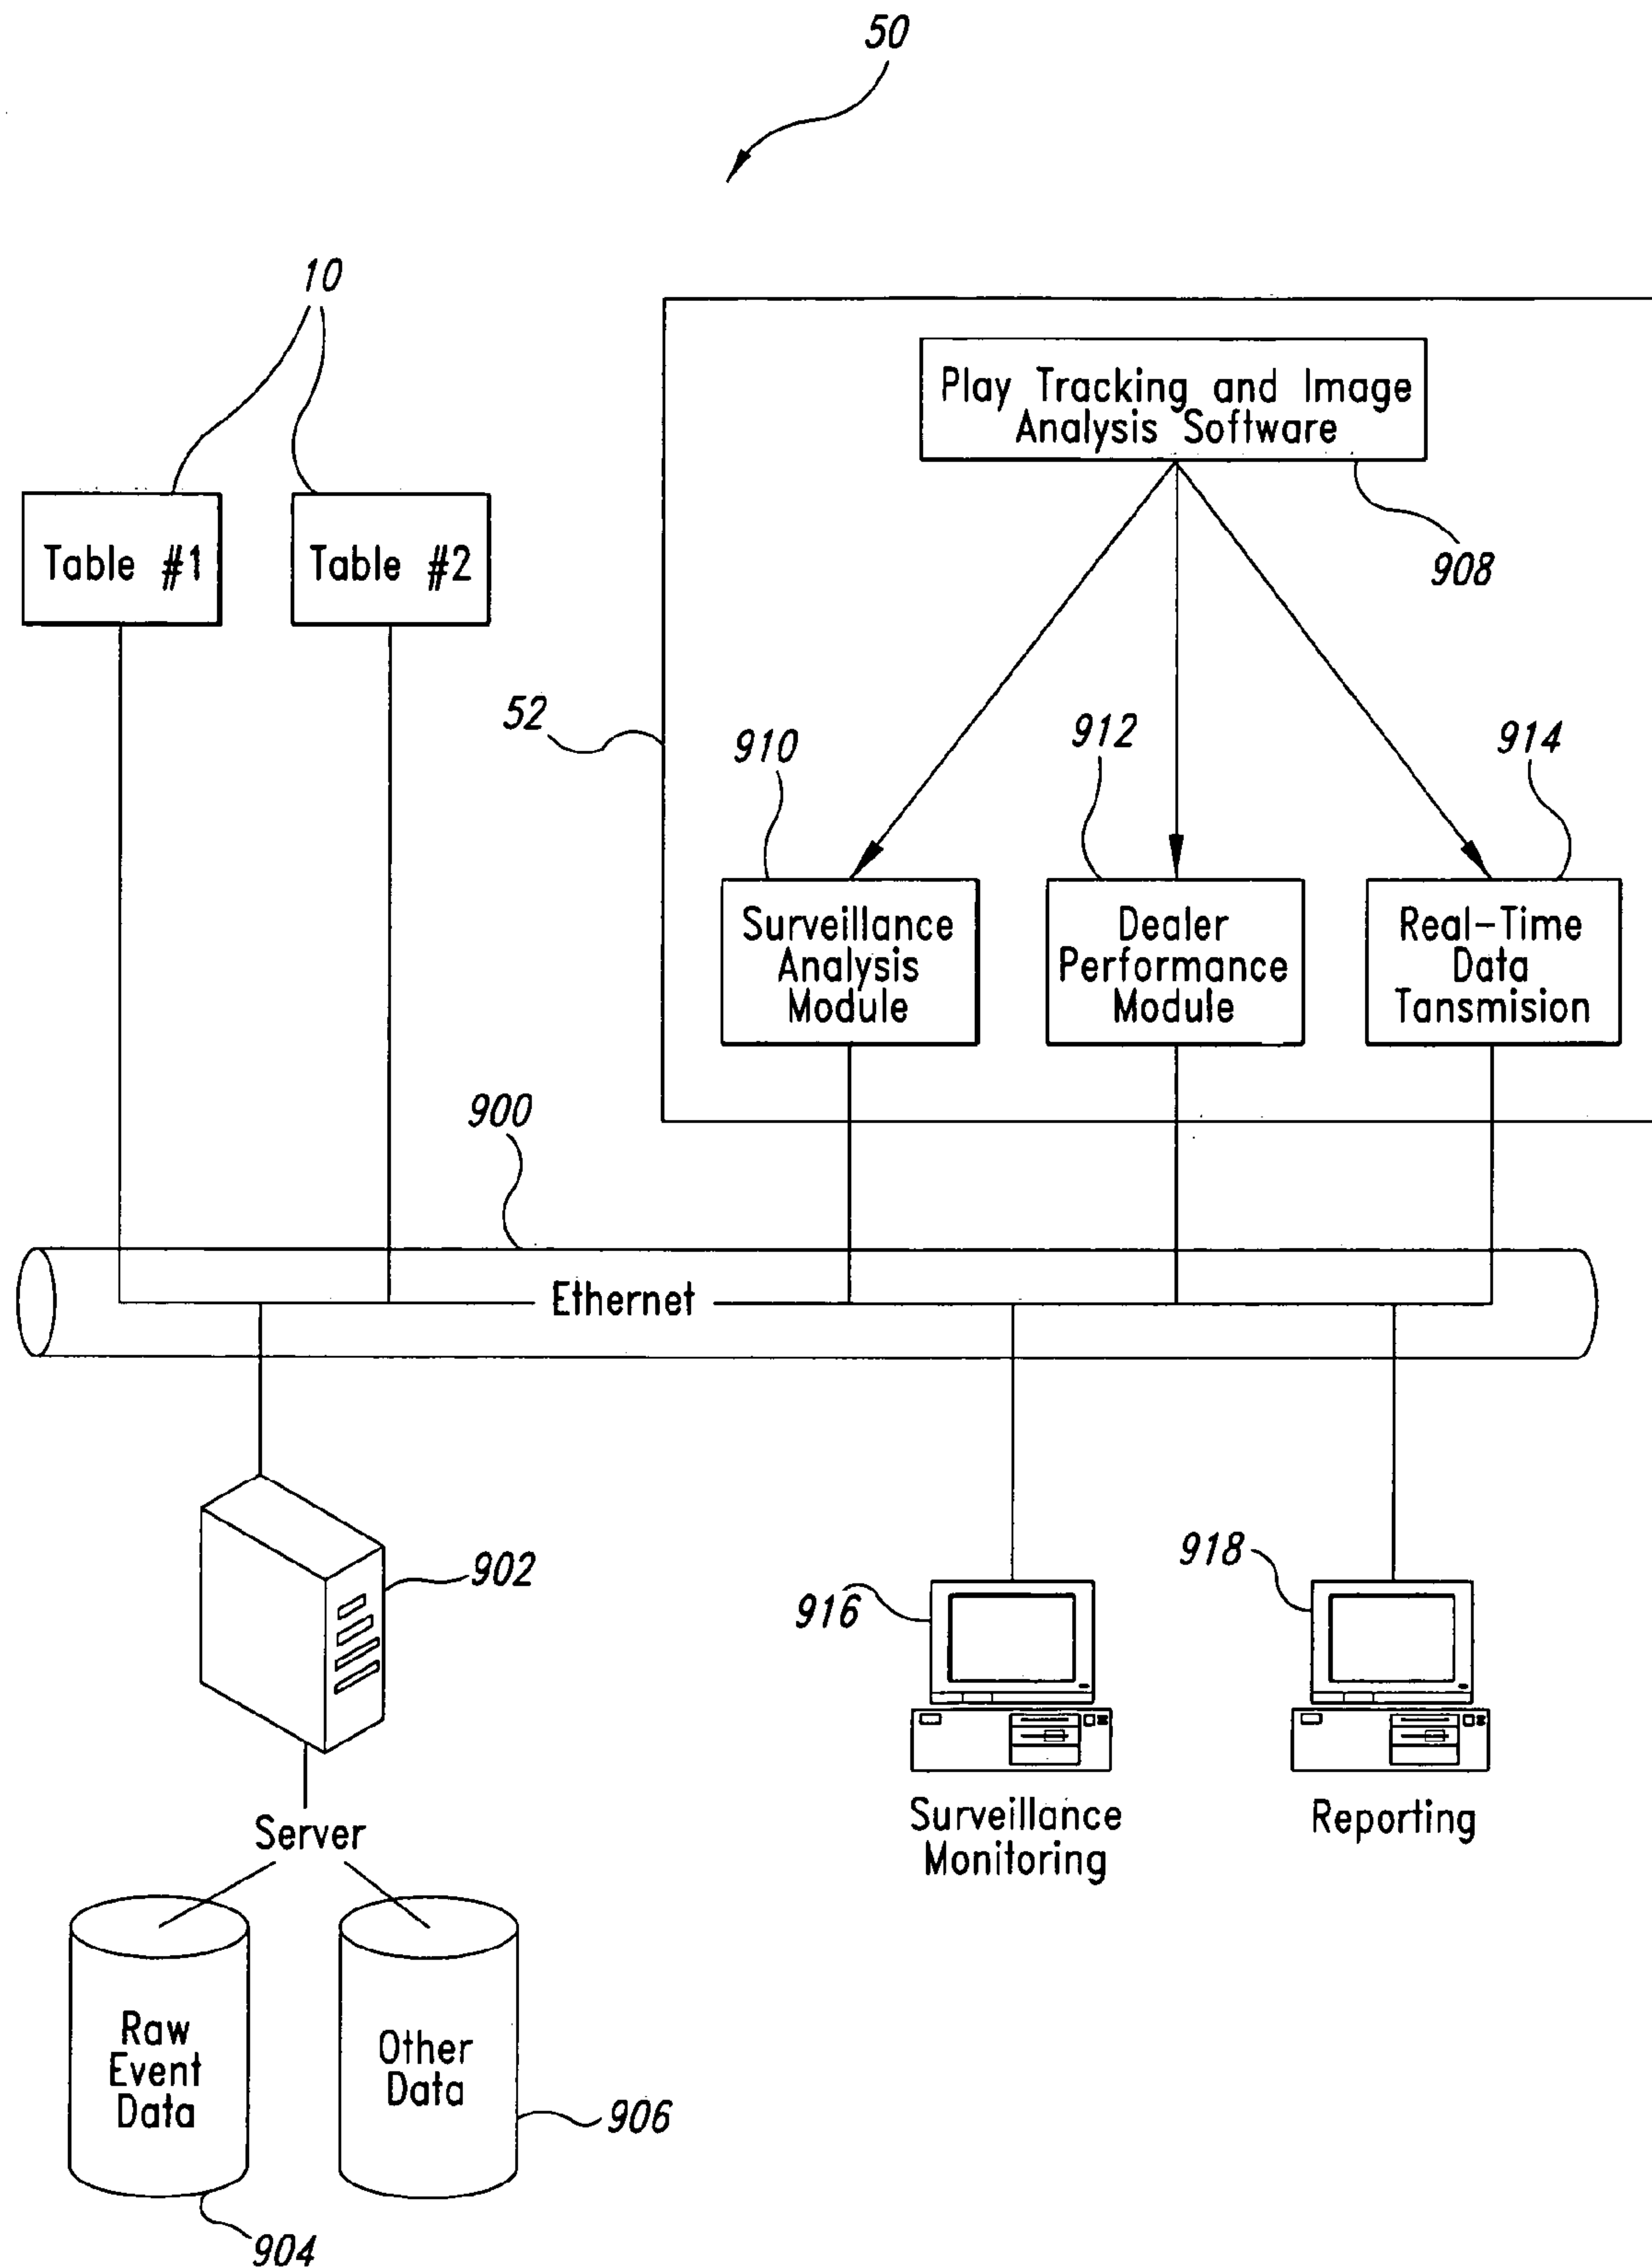 50
10
Play Tracking and Image
Analysis Software
908
Table #1
Table #2
52
910
912
914
Surveillance
Analysis
Module
Dealer
Performance
Module
Real-Time
Data
Tansmision
900
Ethernet
902
916
918
Server
Surveillance
Monitoring
Reporting
Raw
Event
Data
Other
Data
906
904